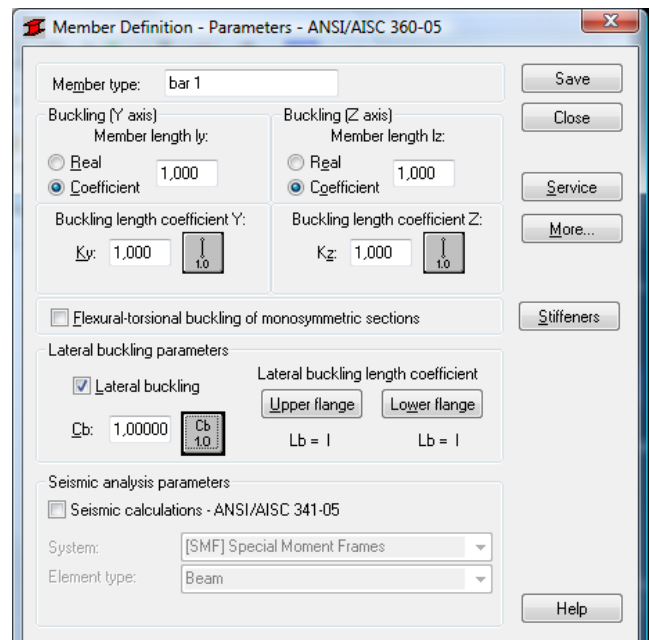 Member Definition - Parameters - ANSI/AISC 360-05
Member type: bar 1
Save
Buckling (Y axis) Buckling (Z axis)
Close
Member length ly: Member length lz:
Real Real
1,000 1,000
Coefficient Coefficient
Service
Buckling length coefficient Y: Buckling length coefficient Z:
More...
Ky: 1,000 1.0 Kz: 1,000 1.0
Flexural-torsional buckling of monosymmetric sections
Stiffeners
Lateral buckling parameters
Lateral buckling length coefficient
Lateral buckling
Upper flange Lower flange
Cb: 1,00000 Cb 1.0
Lb = l Lb = l
Seismic analysis parameters
Seismic calculations - ANSI/AISC 341-05
System: [SMF] Special Moment Frames
Element type: Beam
Help